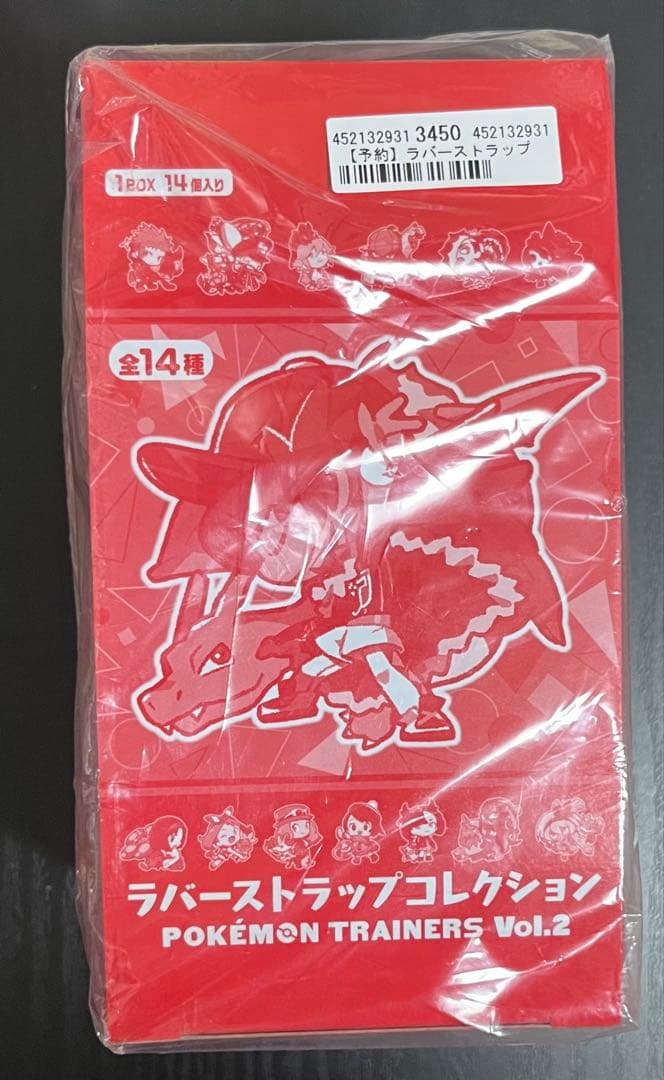 452132931 3450 452132931
【予約】ラバーストラップ
1BOX 14個入り
全14種
ラバーストラップコレクション
POKÉMON TRAINERS Vol.2